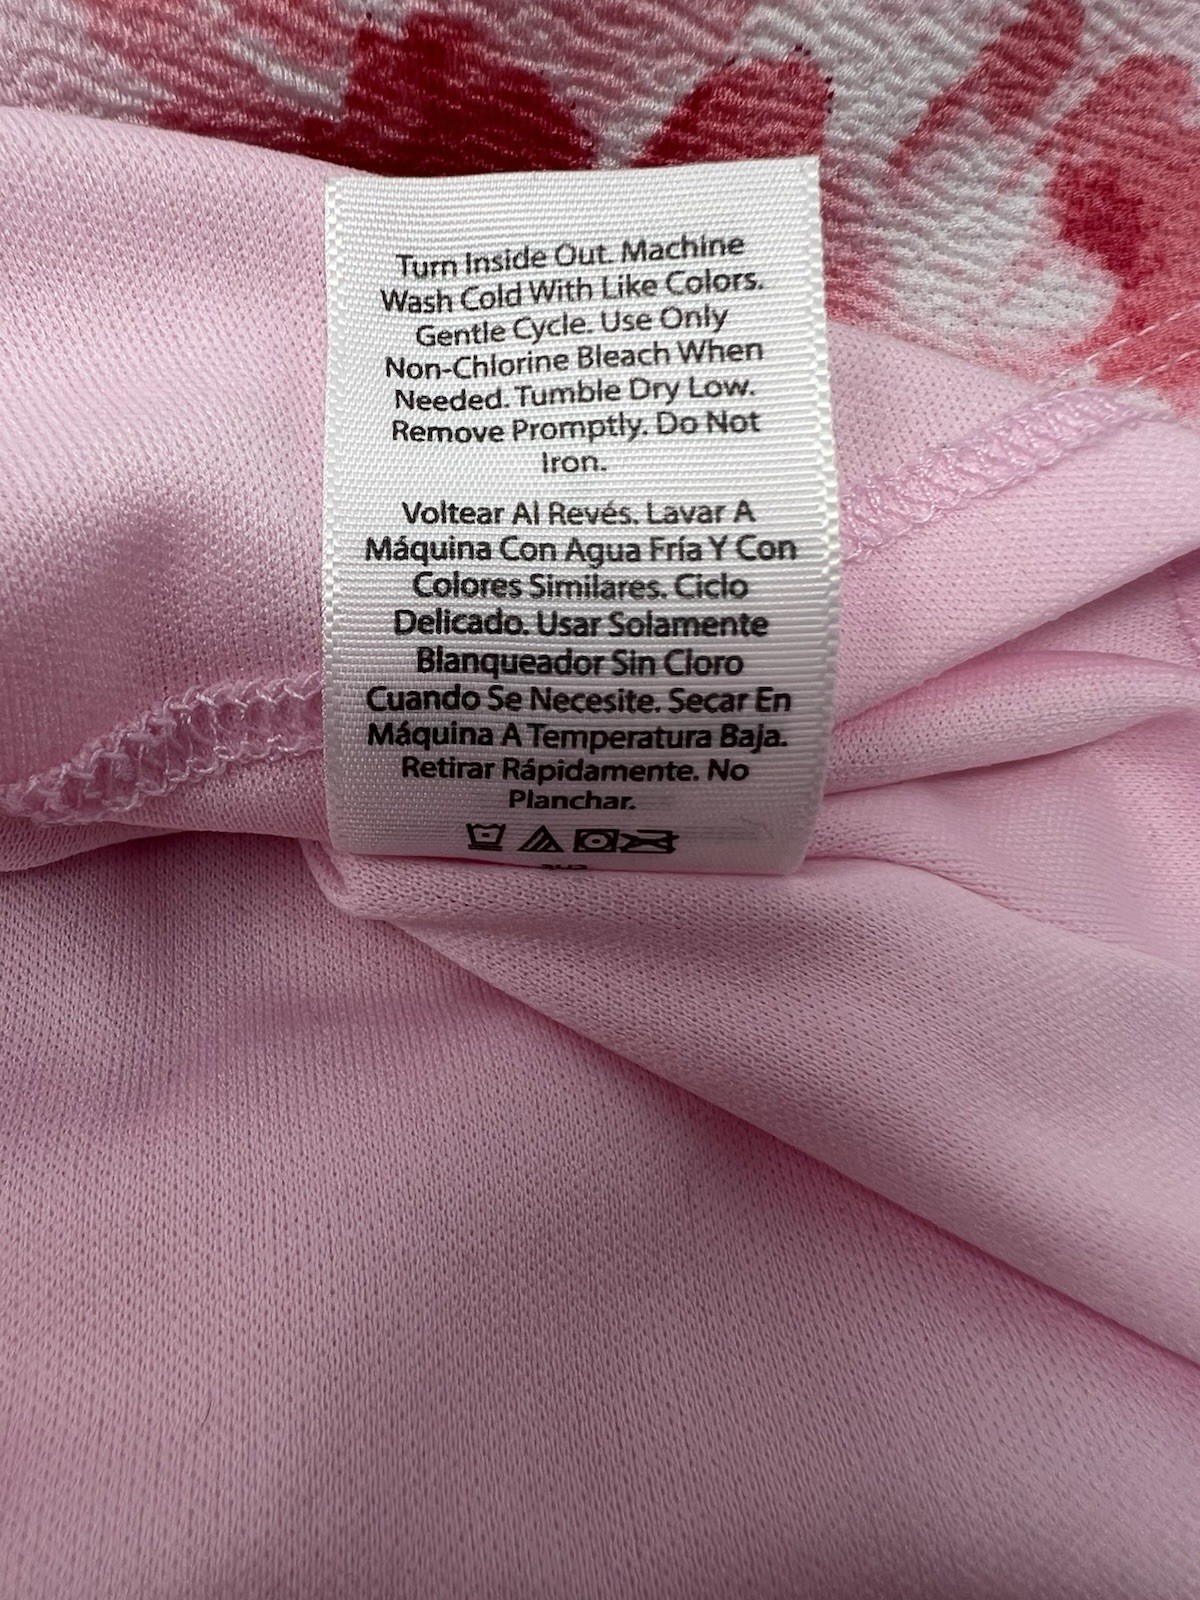 Turn Inside Out. Machine
Wash Cold With Like Colors.
Gentle Cycle. Use Only
Non-Chlorine Bleach When
Needed. Tumble Dry Low.
Remove Promptly. Do Not
Iron.
Voltear Al Revés. Lavar A
Máquina Con Agua Fría Y Con
Colores Similares. Ciclo
Delicado. Usar Solamente
Blanqueador Sin Cloro
Cuando Se Necesite. Secar En
Máquina A Temperatura Baja.
Retirar Rápidamente. No
Planchar.